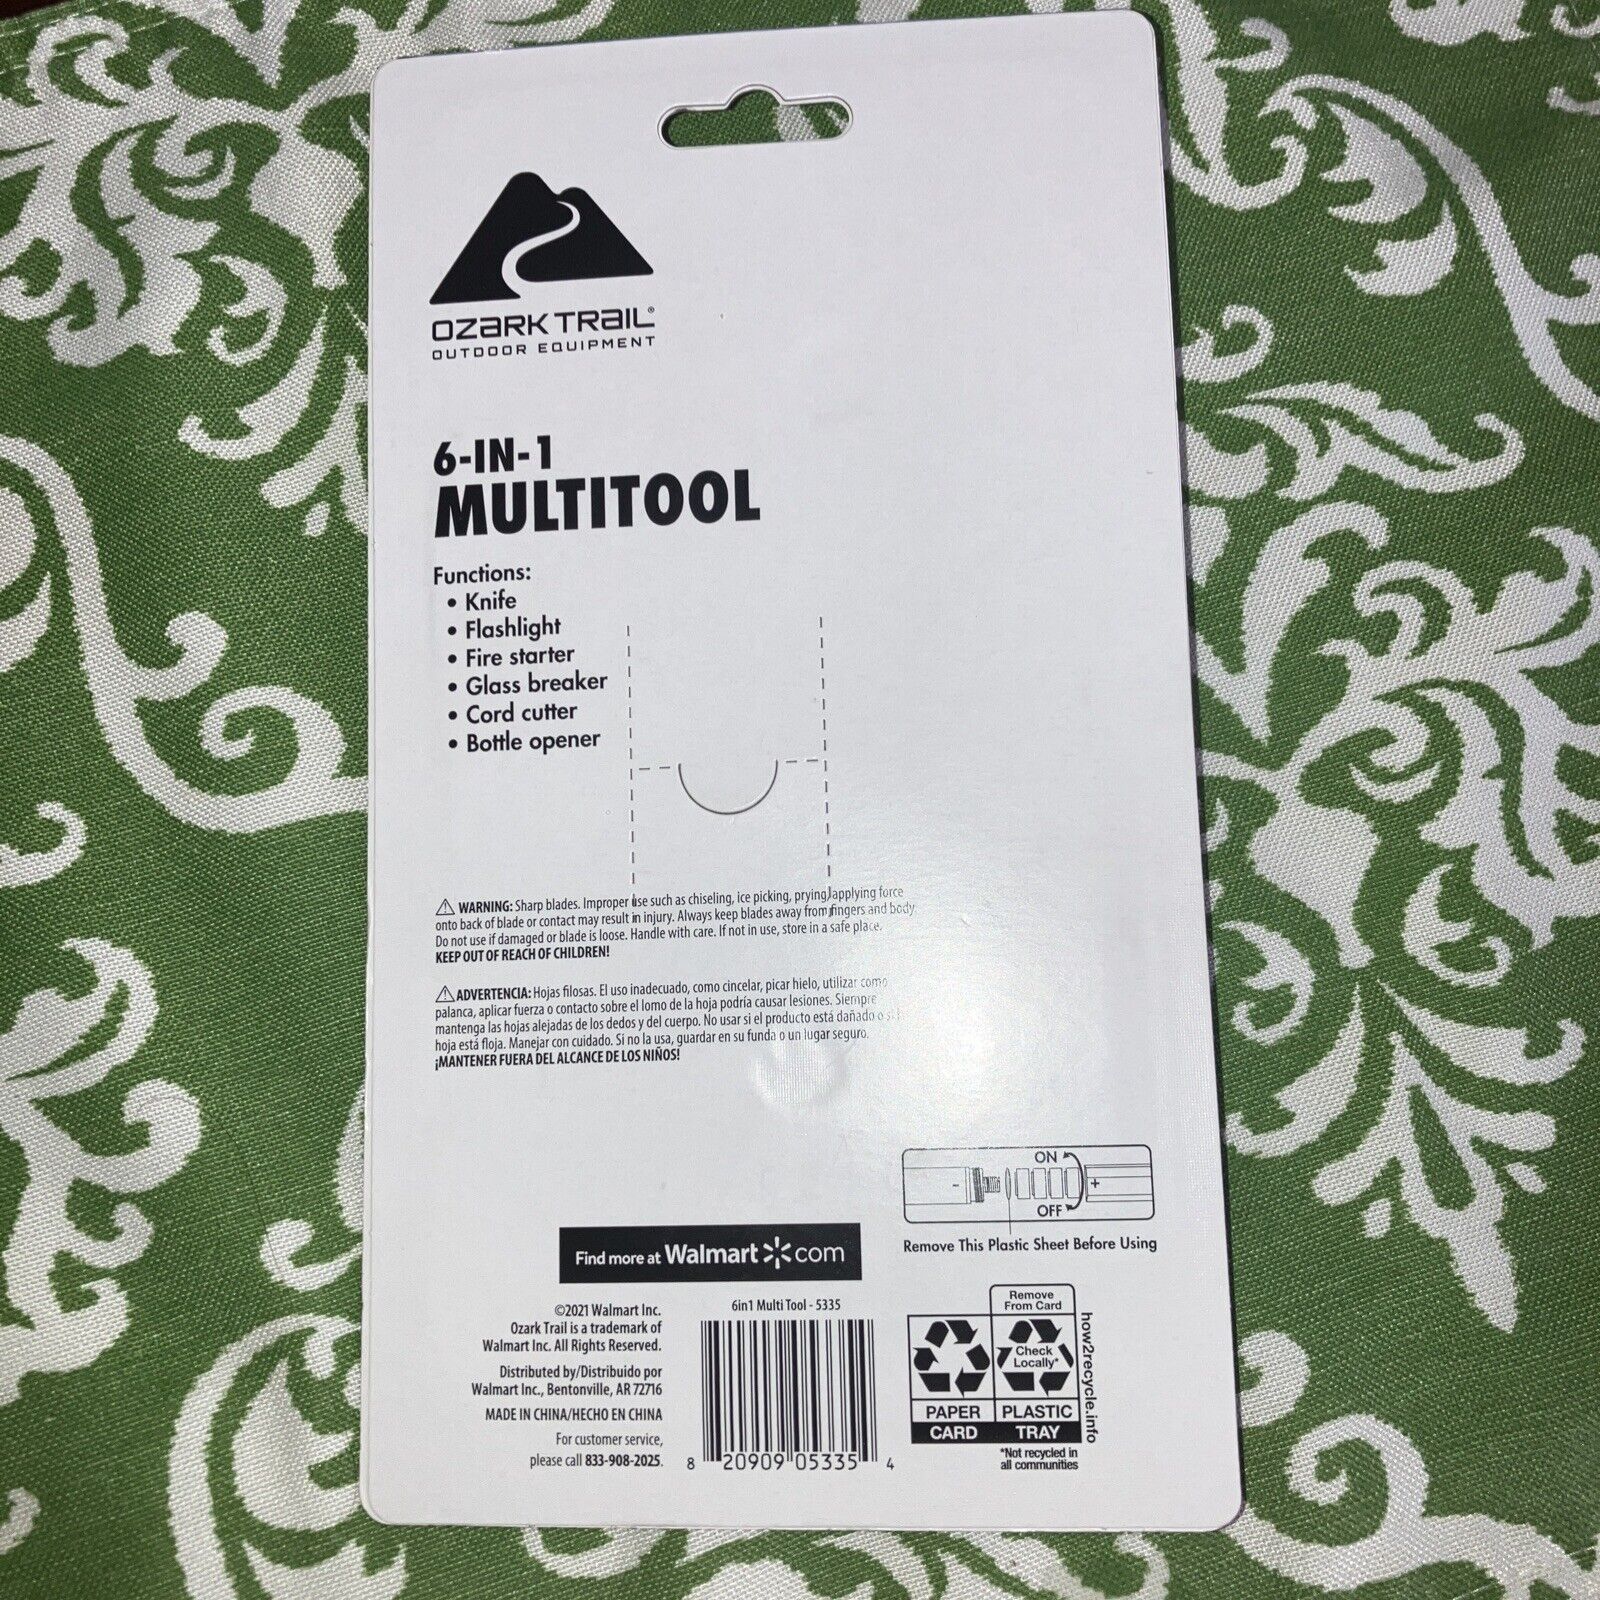 OZARK TRAIL®
OUTDOOR EQUIPMENT
6-IN-1
MULTITOOL
Functions:
• Knife
• Flashlight
• Fire starter
• Glass breaker
• Cord cutter
• Bottle opener
⚠ WARNING: Sharp blades. Improper use such as chiseling, ice picking, prying, applying force
onto back of blade or contact may result in injury. Always keep blades away from fingers and body.
Do not use if damaged or blade is loose. Handle with care. If not in use, store in a safe place.
KEEP OUT OF REACH OF CHILDREN!
⚠ ADVERTENCIA: Hojas filosas. El uso inadecuado, como cincelar, picar hielo, utilizar como
palanca, aplicar fuerza o contacto sobre el lomo de la hoja podría causar lesiones. Siempre
mantenga las hojas alejadas de los dedos y del cuerpo. No usar si el producto está dañado o
hoja está floja. Manejar con cuidado. Si no la usa, guardar en su funda o un lugar seguro.
¡MANTENER FUERA DEL ALCANCE DE LOS NIÑOS!
ON
- +
OFF
Remove This Plastic Sheet Before Using
Find more at Walmart com
©2021 Walmart Inc.
Ozark Trail is a trademark of
Walmart Inc. All Rights Reserved.
Distributed by/Distribuido por
Walmart Inc., Bentonville, AR 72716
MADE IN CHINA/HECHO EN CHINA
For customer service,
please call 833-908-2025.
6in1 Multi Tool - 5335
8 20909 05335 4
Remove
From Card
Check
Locally*
PAPER
CARD
PLASTIC
TRAY
*Not recycled in
all communities
how2recycle.info